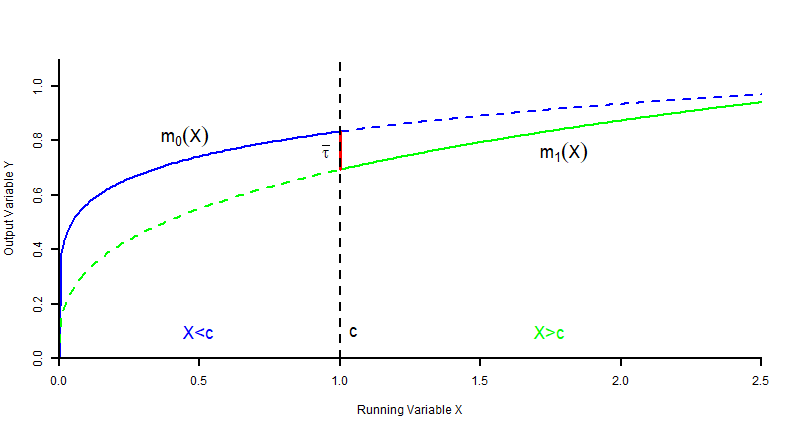 m₀(X)
τ̅
m₁(X)
X<c
c
X>c
Output Variable Y
0.0
0.2
0.4
0.6
0.8
1.0
0.0 0.5 1.0 1.5 2.0 2.5
Running Variable X